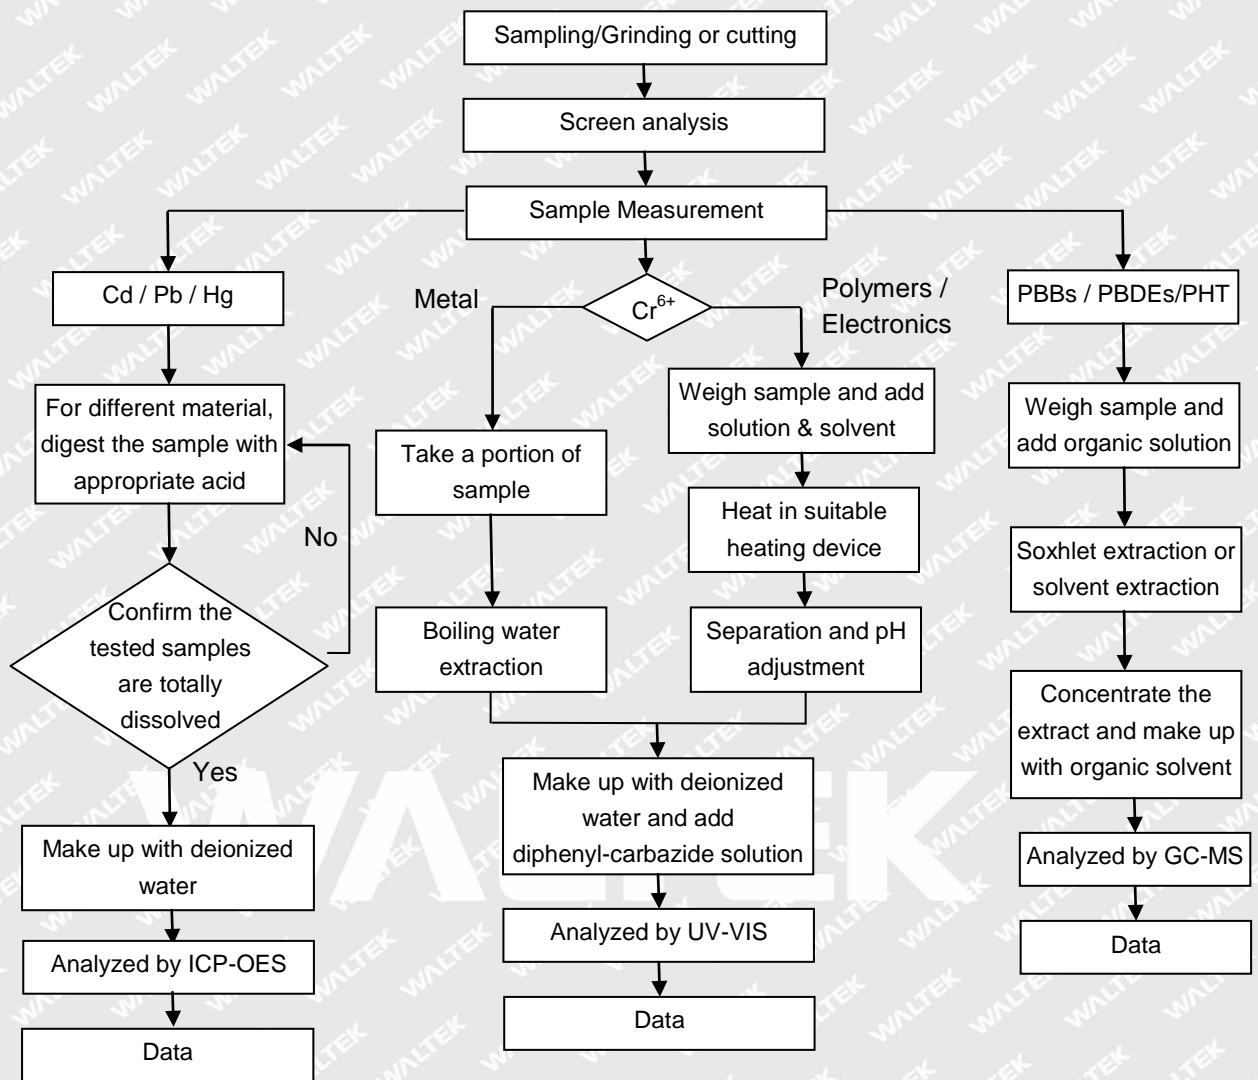 Sampling/Grinding or cutting
Screen analysis
Sample Measurement
Cd / Pb / Hg
For different material,
digest the sample with
appropriate acid
No
Confirm the
tested samples
are totally
dissolved
Yes
Make up with deionized
water
Analyzed by ICP-OES
Data
Cr⁶⁺
Metal
Take a portion of
sample
Boiling water
extraction
Polymers /
Electronics
Weigh sample and add
solution & solvent
Heat in suitable
heating device
Separation and pH
adjustment
Make up with deionized
water and add
diphenyl-carbazide solution
Analyzed by UV-VIS
Data
PBBs / PBDEs/PHT
Weigh sample and
add organic solution
Soxhlet extraction or
solvent extraction
Concentrate the
extract and make up
with organic solvent
Analyzed by GC-MS
Data
WALTEK